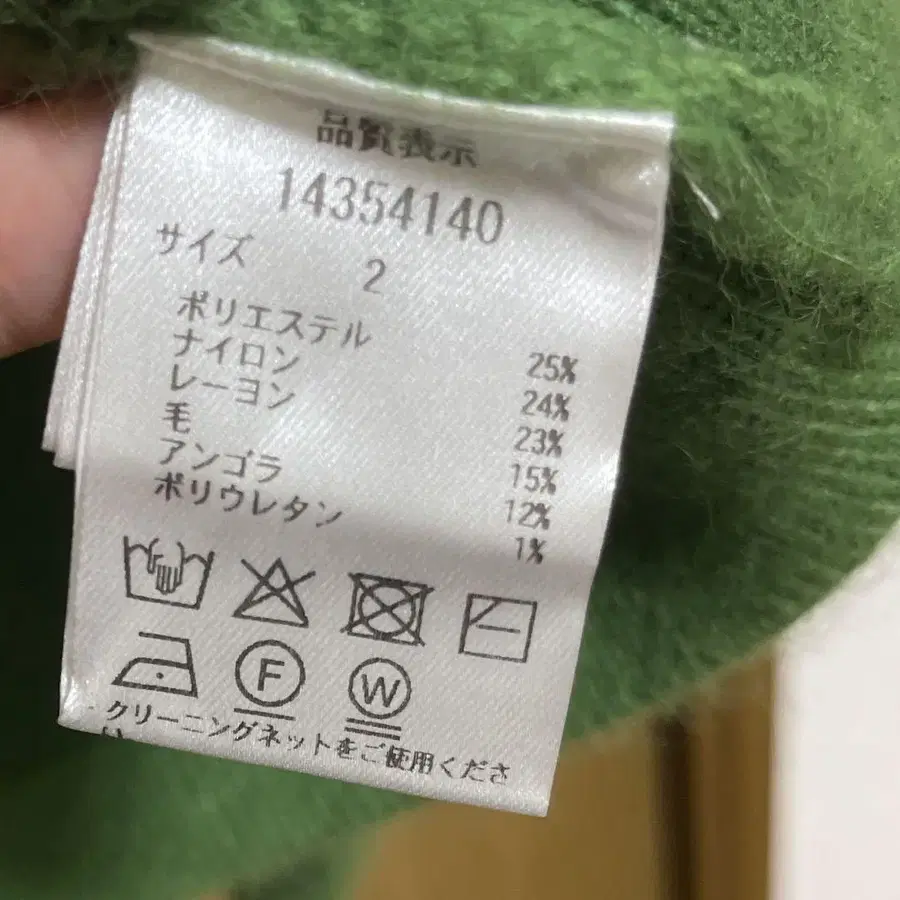 品質表示
14354140
サイズ 2
ポリエステル 25%
ナイロン 24%
レーヨン 23%
毛 15%
アンゴラ 12%
ポリウレタン 1%
F W
クリーニングネットをご使用くださ
い